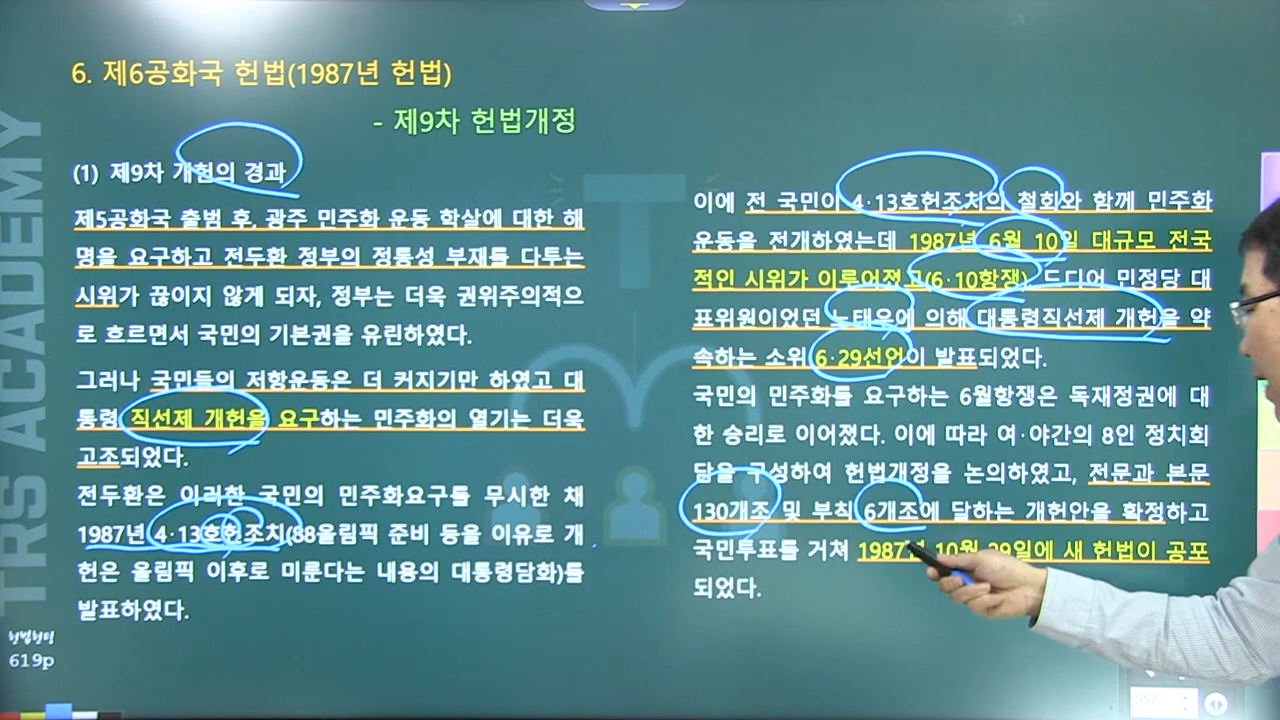 6. 제6공화국 헌법(1987년 헌법)
- 제9차 헌법개정
(1) 제9차 개헌의 경과
제5공화국 출범 후, 광주 민주화 운동 학살에 대한 해
명을 요구하고 전두환 정부의 정통성 부재를 다투는
시위가 끊이지 않게 되자, 정부는 더욱 권위주의적으
로 흐르면서 국민의 기본권을 유린하였다.
그러나 국민들의 저항운동은 더 커지기만 하였고 대
통령 직선제 개헌을 요구하는 민주화의 열기는 더욱
고조되었다.
전두환은 이러한 국민의 민주화요구를 무시한 채
1987년 4·13호헌조치(88올림픽 준비 등을 이유로 개
헌은 올림픽 이후로 미룬다는 내용의 대통령담화)를
발표하였다.
이에 전 국민이 4·13호헌조치의 철회와 함께 민주화
운동을 전개하였는데 1987년 6월 10일 대규모 전국
적인 시위가 이루어졌고(6·10항쟁), 드디어 민정당 대
표위원이었던 노태우에 의해 대통령직선제 개헌을 약
속하는 소위 6·29선언이 발표되었다.
국민의 민주화를 요구하는 6월항쟁은 독재정권에 대
한 승리로 이어졌다. 이에 따라 여·야간의 8인 정치회
담을 구성하여 헌법개정을 논의하였고, 전문과 본문
130개조 및 부칙 6개조에 달하는 개헌안을 확정하고
국민투표를 거쳐 1987년 10월 29일에 새 헌법이 공포
되었다.
TRS ACADEMY
헌법헌팅
619p
557